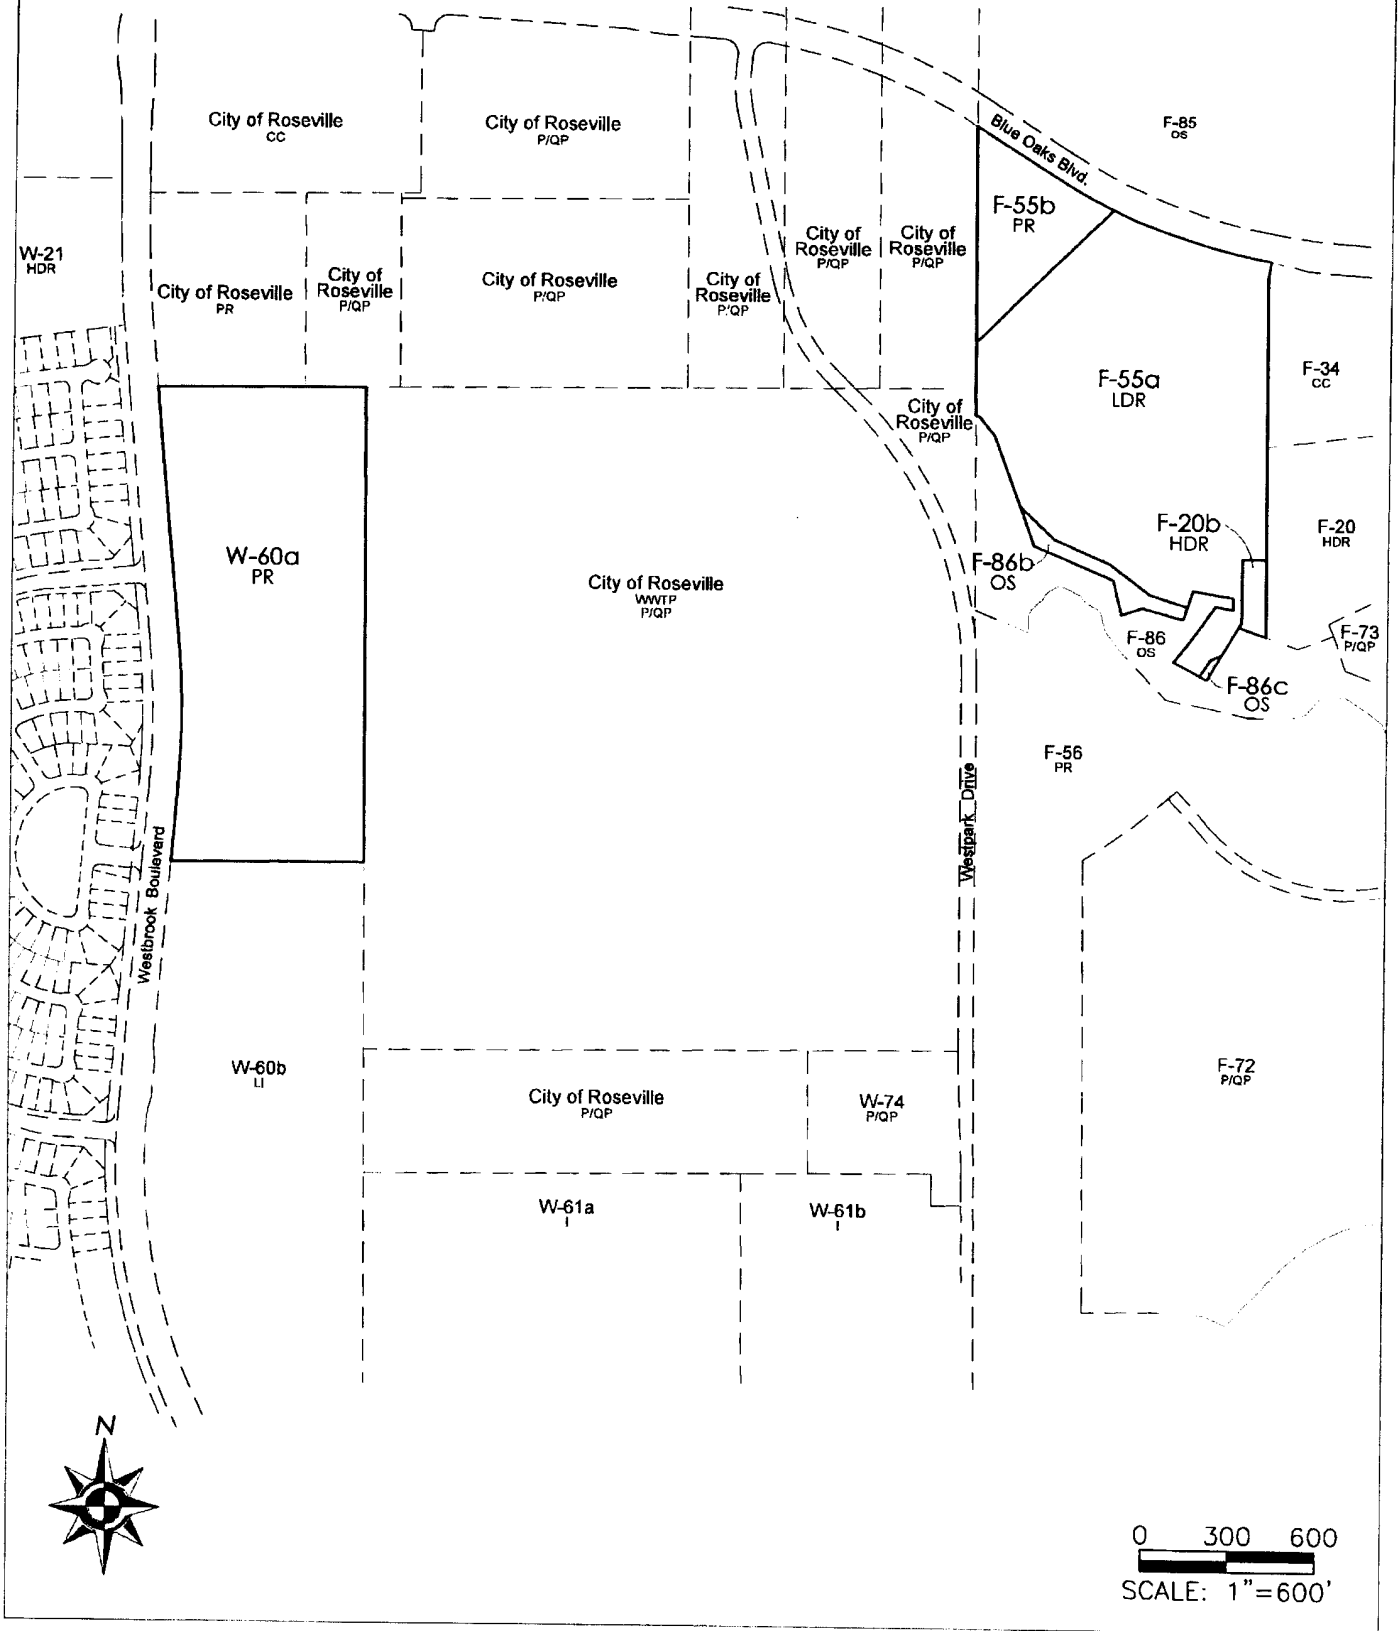 City of Roseville
CC
City of Roseville
P/QP
F-85
OS
Blue Oaks Blvd.
F-55b
PR
W-21
HDR
City of Roseville
PR
City of
Roseville
P/QP
City of Roseville
P/QP
City of
Roseville
P/QP
City of
Roseville
P/QP
City of
Roseville
P/QP
F-55a
LDR
F-34
CC
City of
Roseville
P/QP
W-60a
PR
City of Roseville
WWTP
P/QP
F-20b
HDR
F-20
HDR
F-86b
OS
F-86
OS
F-73
P/QP
F-86c
OS
F-56
PR
Westpark Drive
Westbrook Boulevard
W-60b
LI
City of Roseville
P/QP
W-74
P/QP
F-72
P/QP
W-61a
I
W-61b
I
N
0 300 600
SCALE: 1"=600'